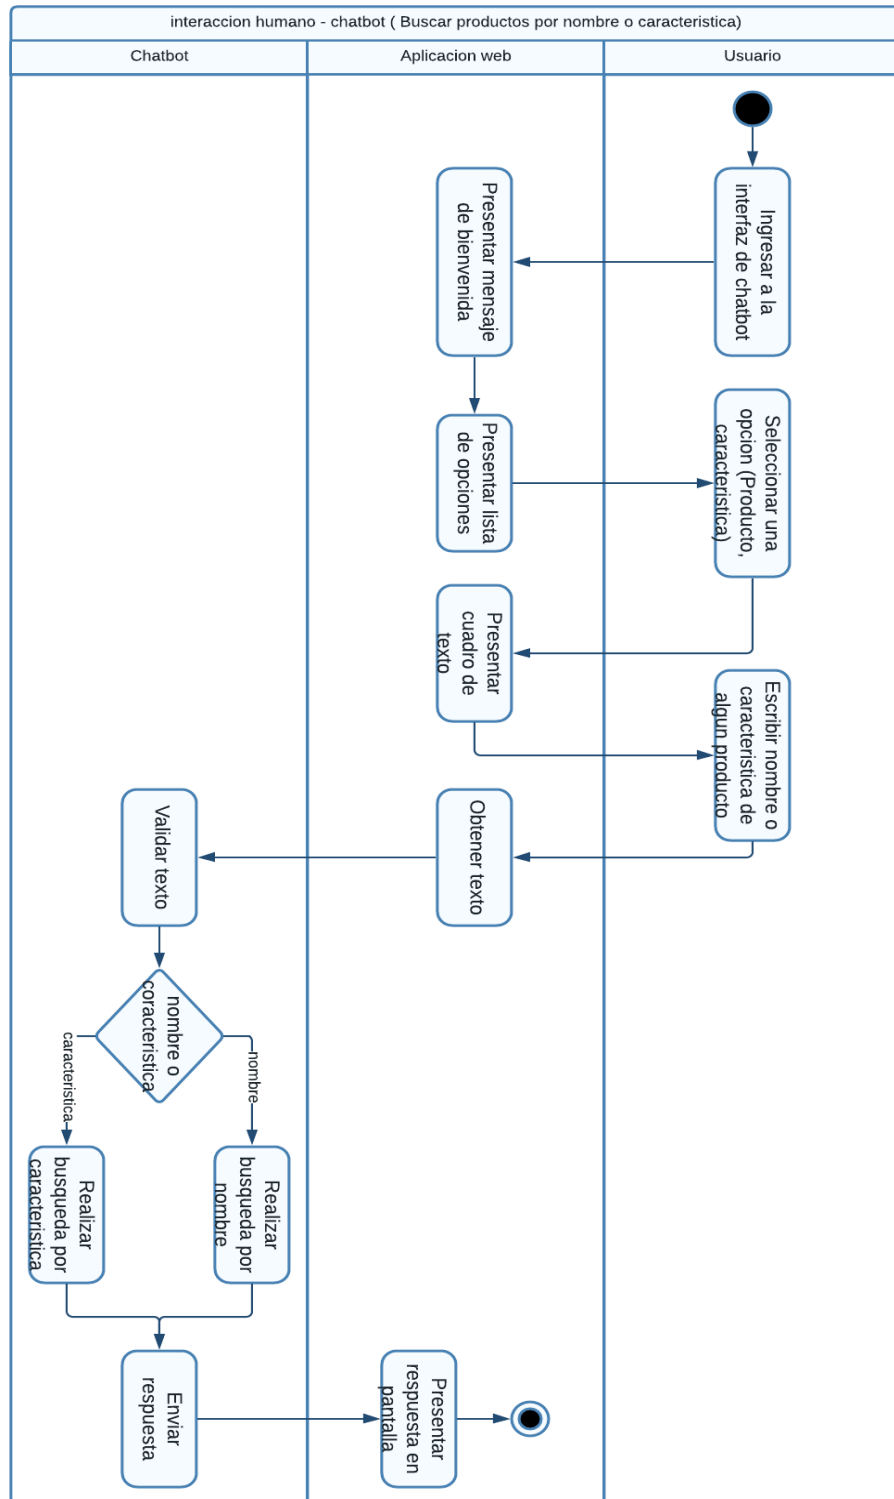 interaccion humano - chatbot ( Buscar productos por nombre o caracteristica)
Chatbot
Aplicacion web
Usuario
Ingresar a la
interfaz de chatbot
Presentar mensaje
de bienvenida
Presentar lista
de opciones
Seleccionar una
opcion (Producto,
caracteristica)
Presentar
cuadro de
texto
Escribir nombre o
caracteristica de
algun producto
Obtener texto
Validar texto
nombre o
coracteristica
caracteristica
nombre
Realizar
busqueda por
caracteristica
Realizar
busqueda por
nombre
Enviar
respuesta
Presentar
respuesta en
pantalla